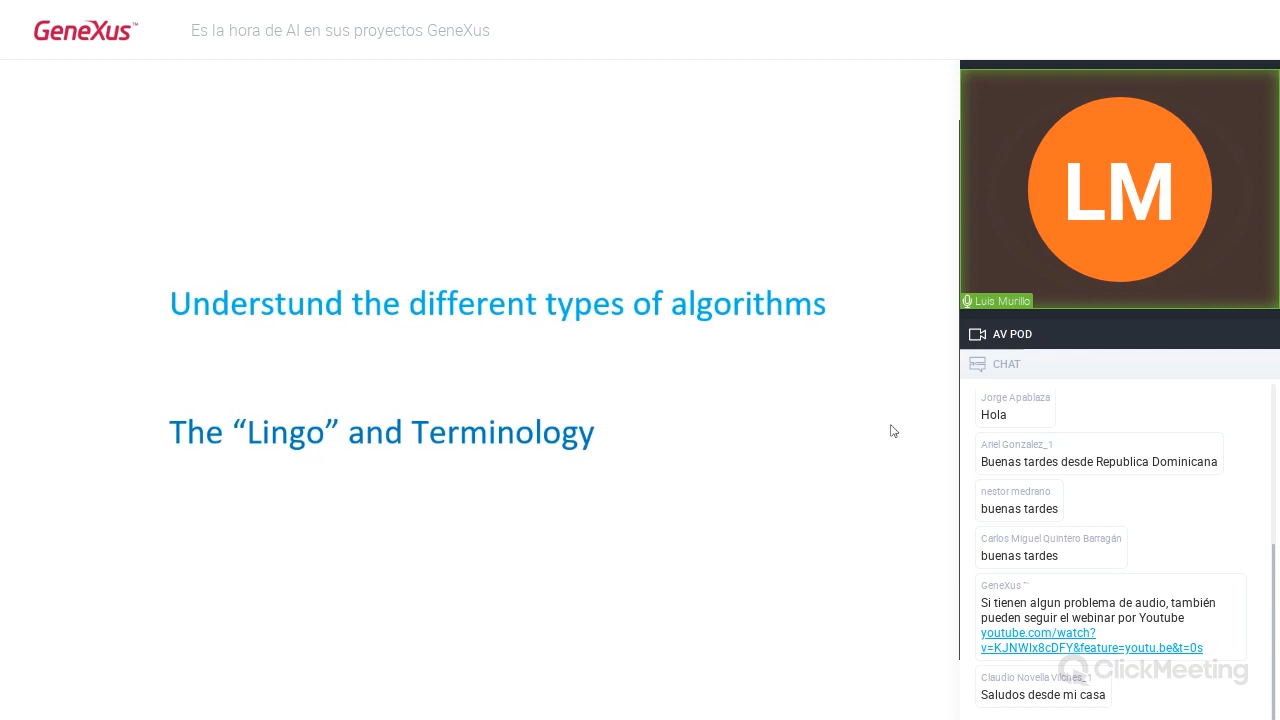 GeneXus™
Es la hora de AI en sus proyectos GeneXus
Understund the different types of algorithms
The “Lingo” and Terminology
LM
Luis Murillo
AV POD
CHAT
Jorge Apablaza
Hola
Ariel Gonzalez_1
Buenas tardes desde Republica Dominicana
nestor medrano
buenas tardes
Carlos Miguel Quintero Barragán
buenas tardes
GeneXus ™
Si tienen algun problema de audio, también
pueden seguir el webinar por Youtube
youtube.com/watch?
v=KJNWlx8cDFY&feature=youtu.be&t=0s
ClickMeeting
Claudio Novella Vilches_1
Saludos desde mi casa